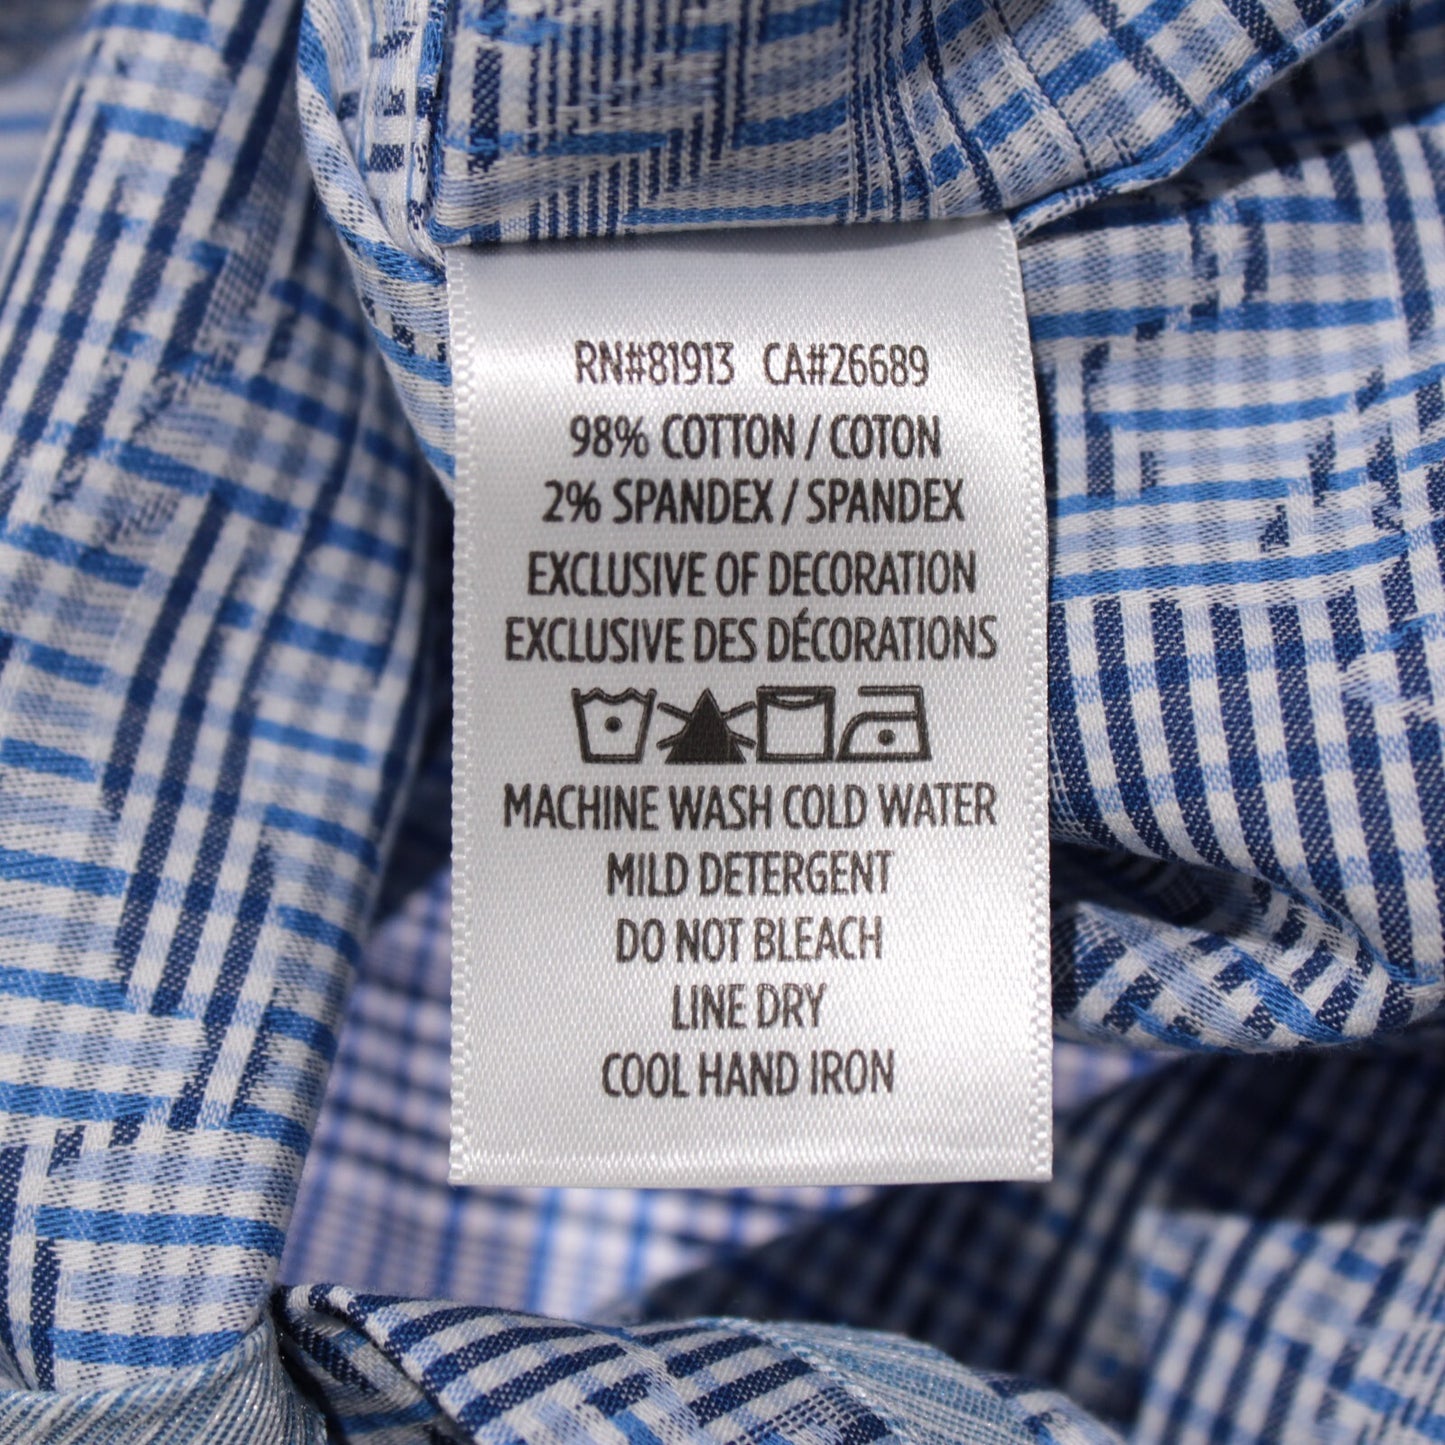 RN#81913 CA#26689
98% COTTON / COTON
2% SPANDEX / SPANDEX
EXCLUSIVE OF DECORATION
EXCLUSIVE DES DÉCORATIONS
MACHINE WASH COLD WATER
MILD DETERGENT
DO NOT BLEACH
LINE DRY
COOL HAND IRON